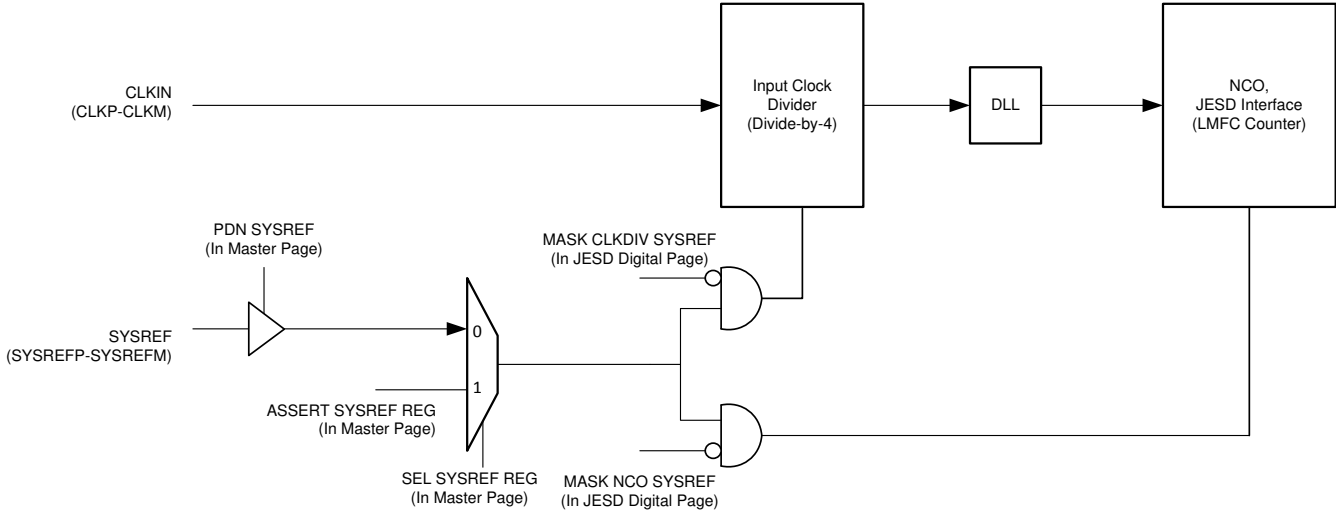 CLKIN
(CLKP-CLKM)
Input Clock
Divider
(Divide-by-4)
DLL
NCO,
JESD Interface
(LMFC Counter)
PDN SYSREF
(In Master Page)
MASK CLKDIV SYSREF
(In JESD Digital Page)
SYSREF
(SYSREFP-SYSREFM)
0
1
ASSERT SYSREF REG
(In Master Page)
SEL SYSREF REG
(In Master Page)
MASK NCO SYSREF
(In JESD Digital Page)